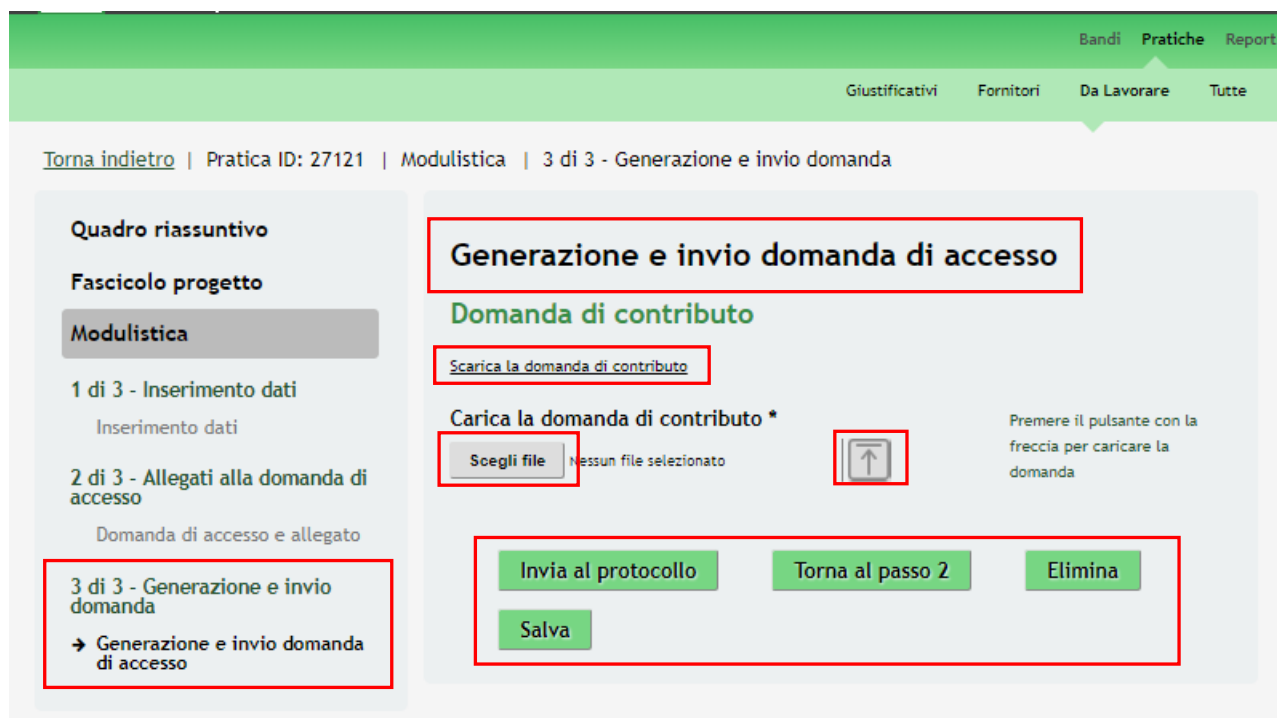 Bandi Pratiche Report
Giustificativi Fornitori Da Lavorare Tutte
Torna indietro | Pratica ID: 27121 | Modulistica | 3 di 3 - Generazione e invio domanda
Quadro riassuntivo
Fascicolo progetto
Modulistica
1 di 3 - Inserimento dati
Inserimento dati
2 di 3 - Allegati alla domanda di
accesso
Domanda di accesso e allegato
3 di 3 - Generazione e invio
domanda
→ Generazione e invio domanda
di accesso
Generazione e invio domanda di accesso
Domanda di contributo
Scarica la domanda di contributo
Carica la domanda di contributo *
Scegli file Nessun file selezionato
Premere il pulsante con la
freccia per caricare la
domanda
Invia al protocollo Torna al passo 2 Elimina
Salva